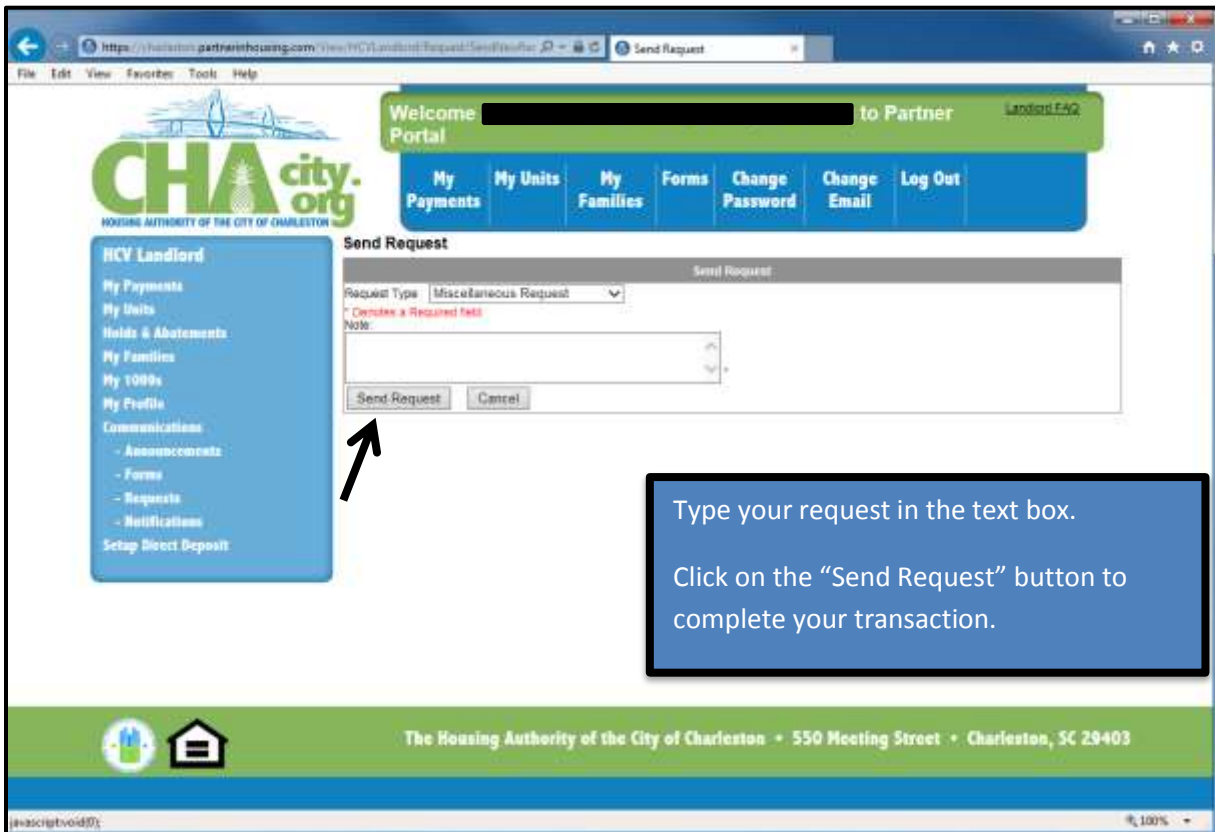 Send Request
File Edit View Favorites Tools Help
Welcome to Partner
Portal
Landlord FAQ
CHA city.
org
HOUSING AUTHORITY OF THE CITY OF CHARLESTON
My Payments
My Units
My Families
Forms
Change Password
Change Email
Log Out
HCV Landlord
My Payments
My Units
Holds & Abatements
My Families
My 1099s
My Profile
Communications
- Announcements
- Forms
- Requests
- Notifications
Setup Direct Deposit
Send Request
Send Request
Request Type Miscellaneous Request
* Denotes a Required field
Note:
*
Send Request Cancel
Type your request in the text box.
Click on the “Send Request” button to
complete your transaction.
The Housing Authority of the City of Charleston • 550 Meeting Street • Charleston, SC 29403
javascript:void(0);
100%